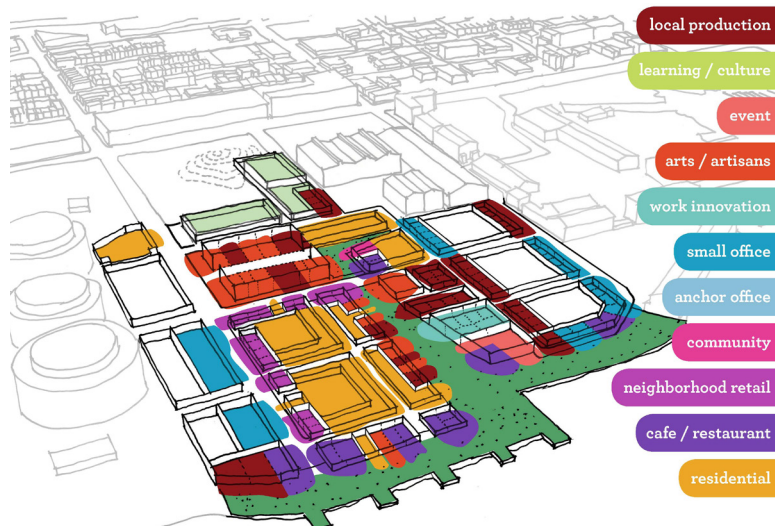 local production
learning / culture
event
arts / artisans
work innovation
small office
anchor office
community
neighborhood retail
cafe / restaurant
residential